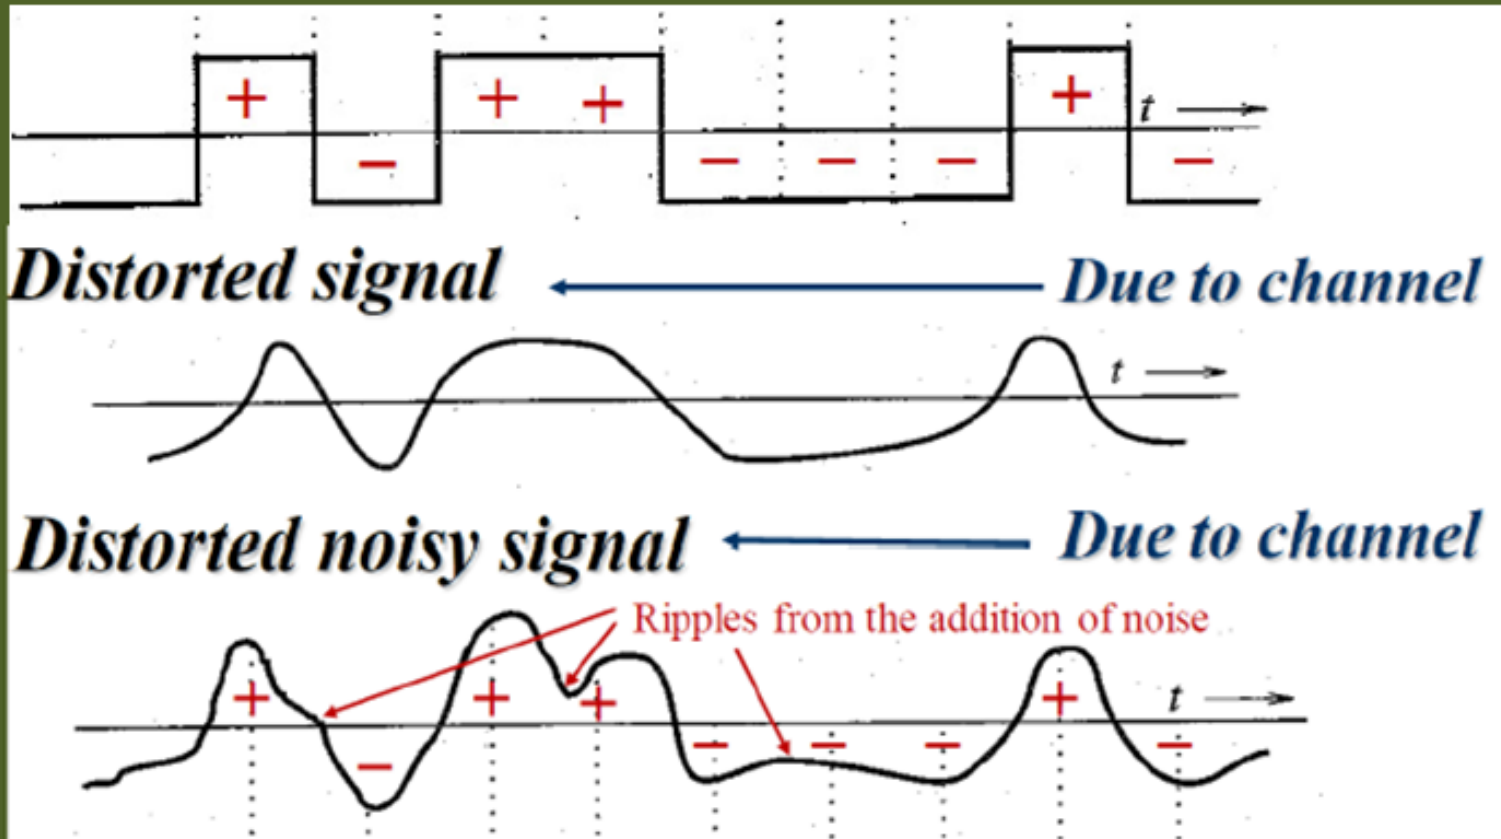 + + + + t
− − − − −
Distorted signal Due to channel
t
Distorted noisy signal Due to channel
Ripples from the addition of noise
+ + + + t
− − − − −